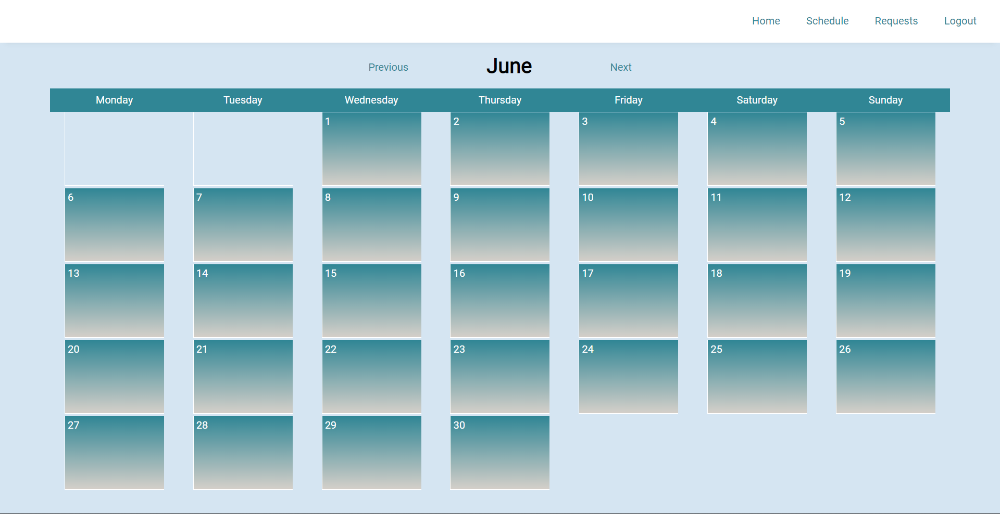 Home Schedule Requests Logout
Previous June Next
Monday Tuesday Wednesday Thursday Friday Saturday Sunday
1 2 3 4 5
6 7 8 9 10 11 12
13 14 15 16 17 18 19
20 21 22 23 24 25 26
27 28 29 30